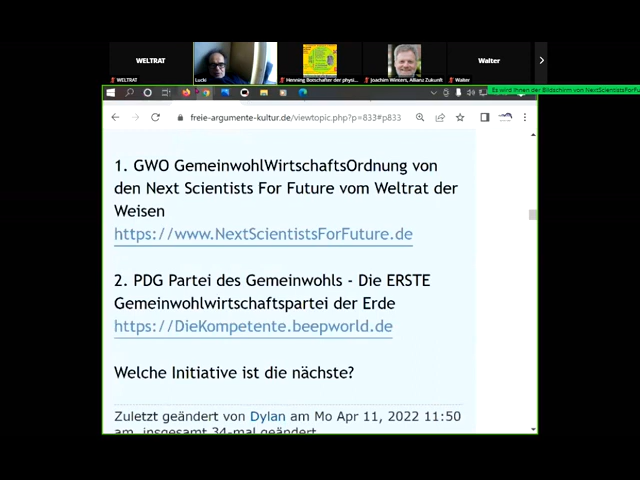 WELTRAT
Walter
WELTRAT
Lucki
Henning Botschafter der physi...
Joachim Winters, Allianz Zukunft
Walter
Es wird Ihnen der Bildschirm von NextScientistsForFu
freie-argumente-kultur.de/viewtopic.php?p=833#p833
1. GWO GemeinwohlWirtschaftsOrdnung von
den Next Scientists For Future vom Weltrat der
Weisen
https://www.NextScientistsForFuture.de
2. PDG Partei des Gemeinwohls - Die ERSTE
Gemeinwohlwirtschaftspartei der Erde
https://DieKompetente.beepworld.de
Welche Initiative ist die nächste?
Zuletzt geändert von Dylan am Mo Apr 11, 2022 11:50
am, insgesamt 34-mal geändert